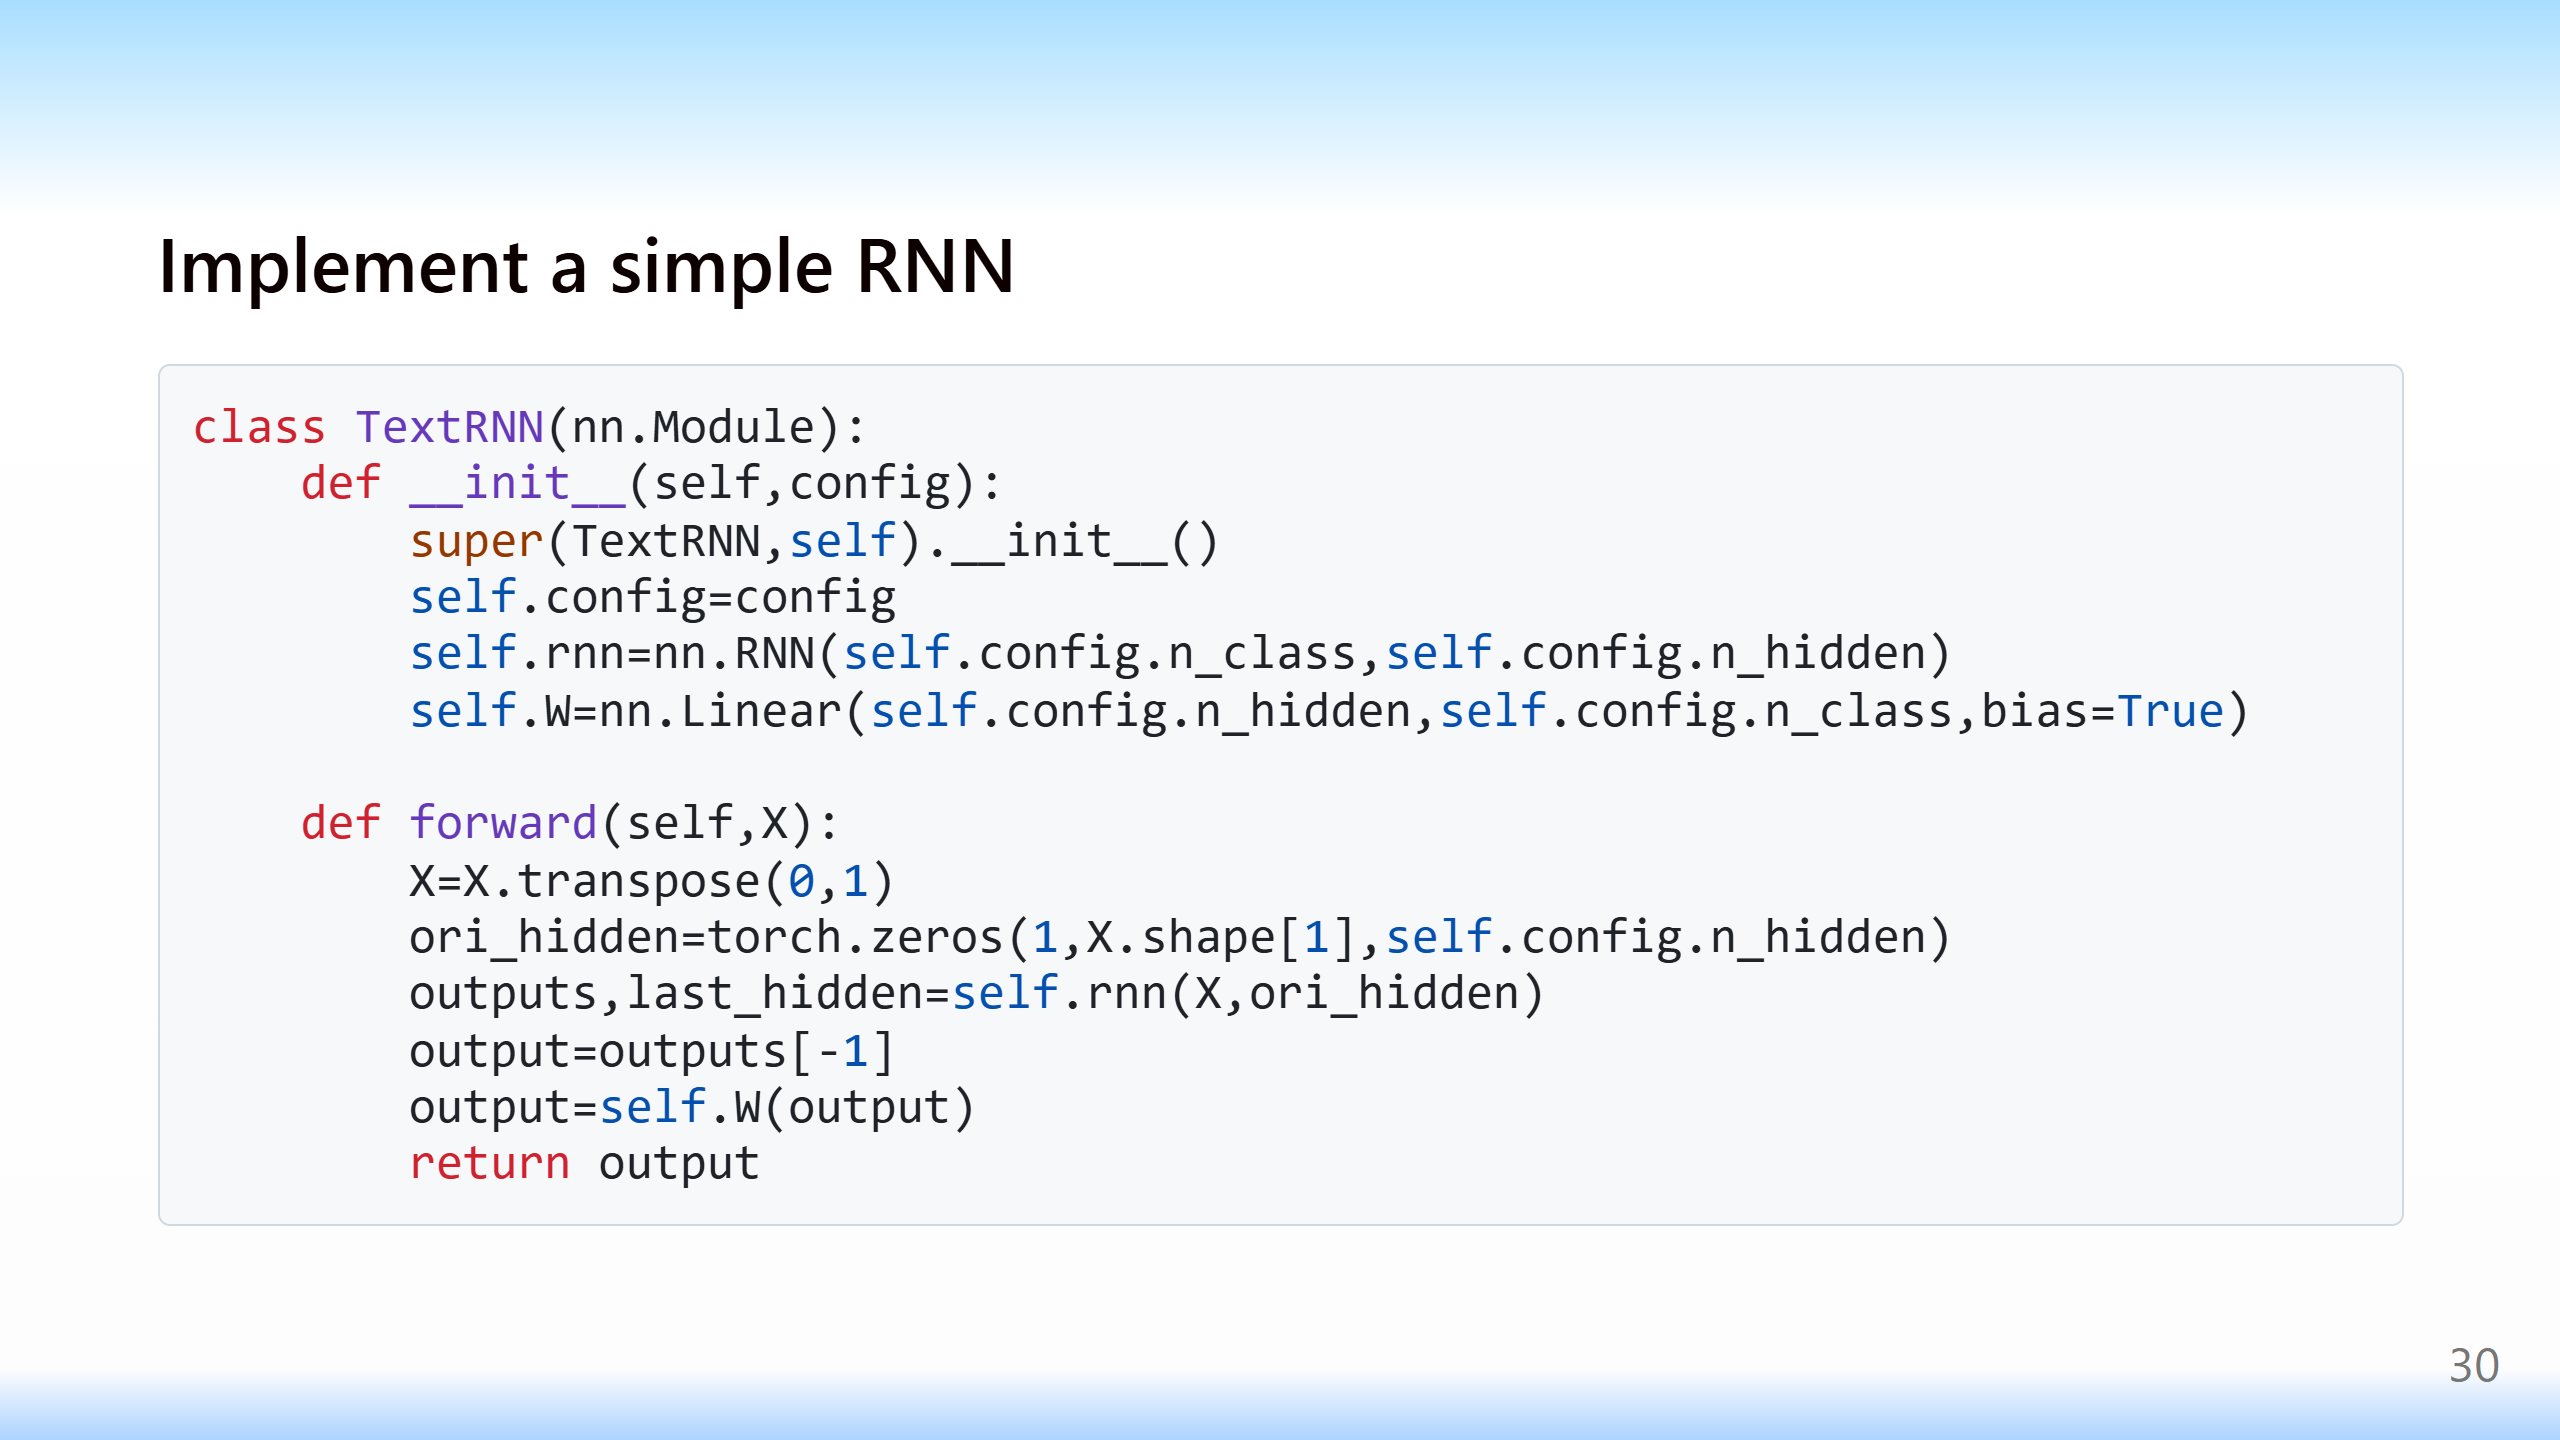 Implement a simple RNN
class TextRNN(nn.Module):
    def __init__(self,config):
        super(TextRNN,self).__init__()
        self.config=config
        self.rnn=nn.RNN(self.config.n_class,self.config.n_hidden)
        self.W=nn.Linear(self.config.n_hidden,self.config.n_class,bias=True)
    def forward(self,X):
        X=X.transpose(0,1)
        ori_hidden=torch.zeros(1,X.shape[1],self.config.n_hidden)
        outputs,last_hidden=self.rnn(X,ori_hidden)
        output=outputs[-1]
        output=self.W(output)
        return output
30